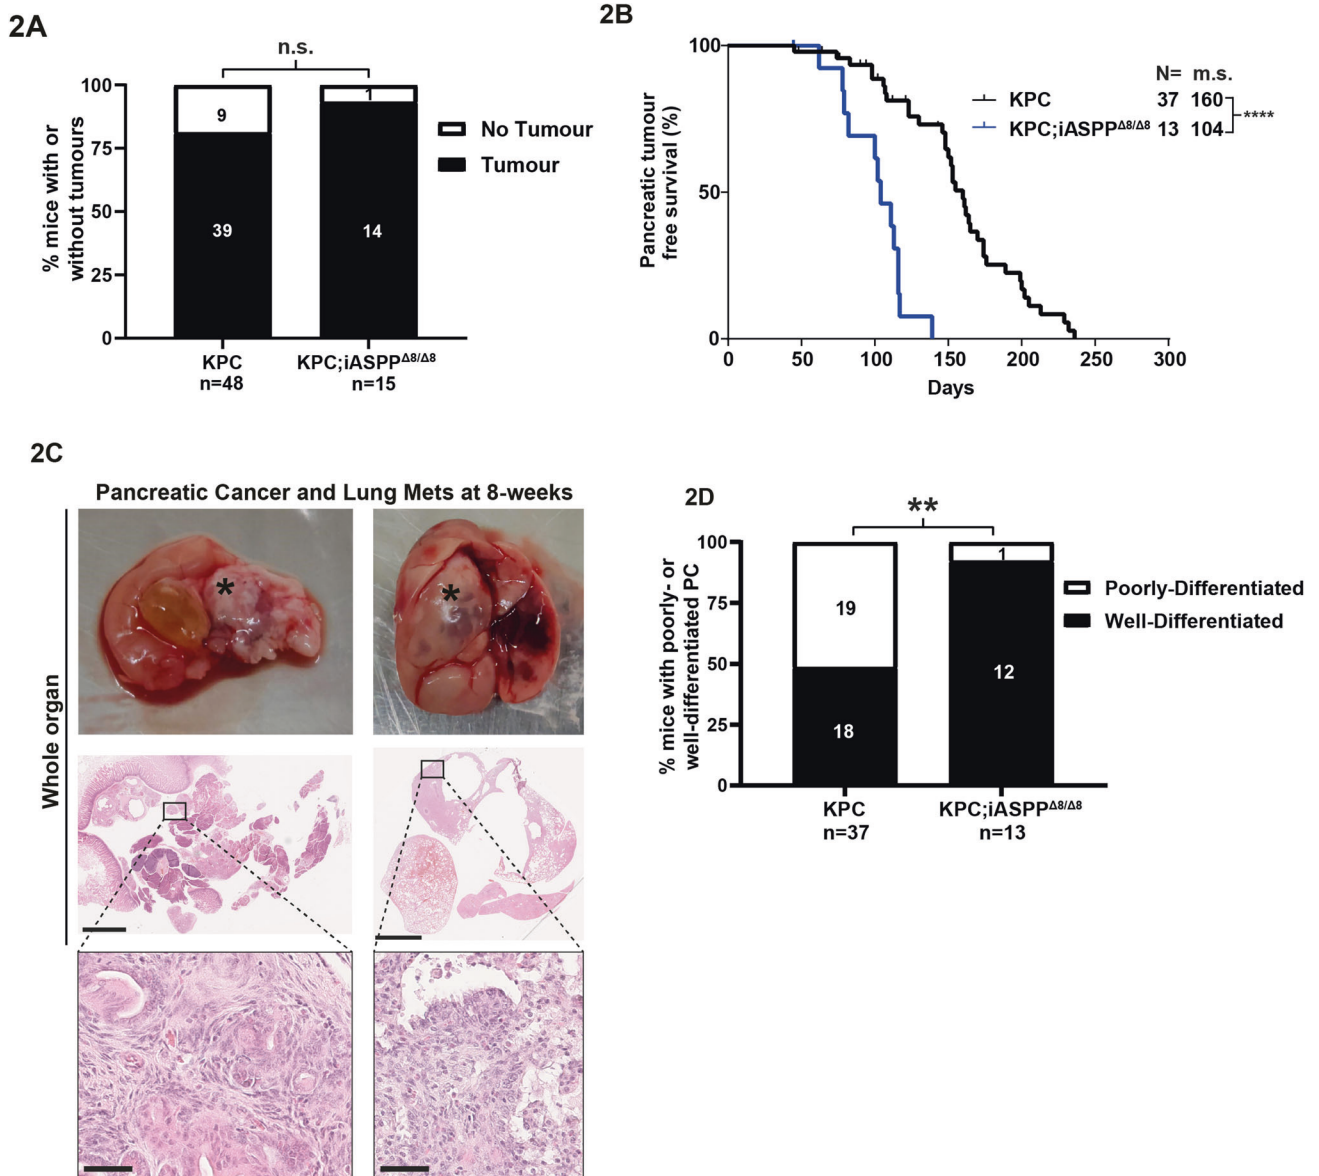 2A
n.s.
100
75
50
25
0
% mice with or
without tumours
9
39
1
14
No Tumour
Tumour
KPC
n=48
KPC;iASPPΔ8/Δ8
n=15
2B
100
50
0
Pancreatic tumour
free survival (%)
N= m.s.
KPC 37 160
KPC;iASPPΔ8/Δ8 13 104
****
0 50 100 150 200 250 300
Days
2C
Pancreatic Cancer and Lung Mets at 8-weeks
Whole organ
*
*
2D
**
100
75
50
25
0
% mice with poorly- or
well-differentiated PC
19
18
1
12
Poorly-Differentiated
Well-Differentiated
KPC
n=37
KPC;iASPPΔ8/Δ8
n=13